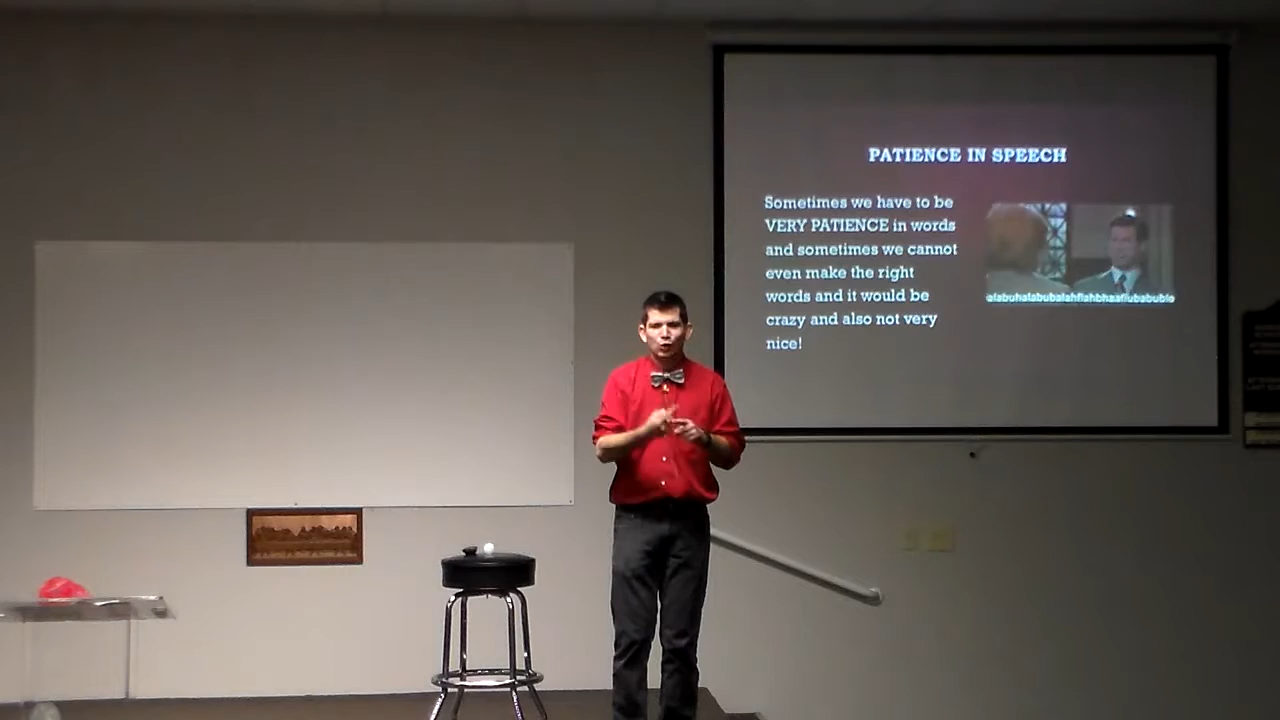 PATIENCE IN SPEECH
Sometimes we have to be
VERY PATIENCE in words
and sometimes we cannot
even make the right
words and it would be
crazy and also not very
nice!